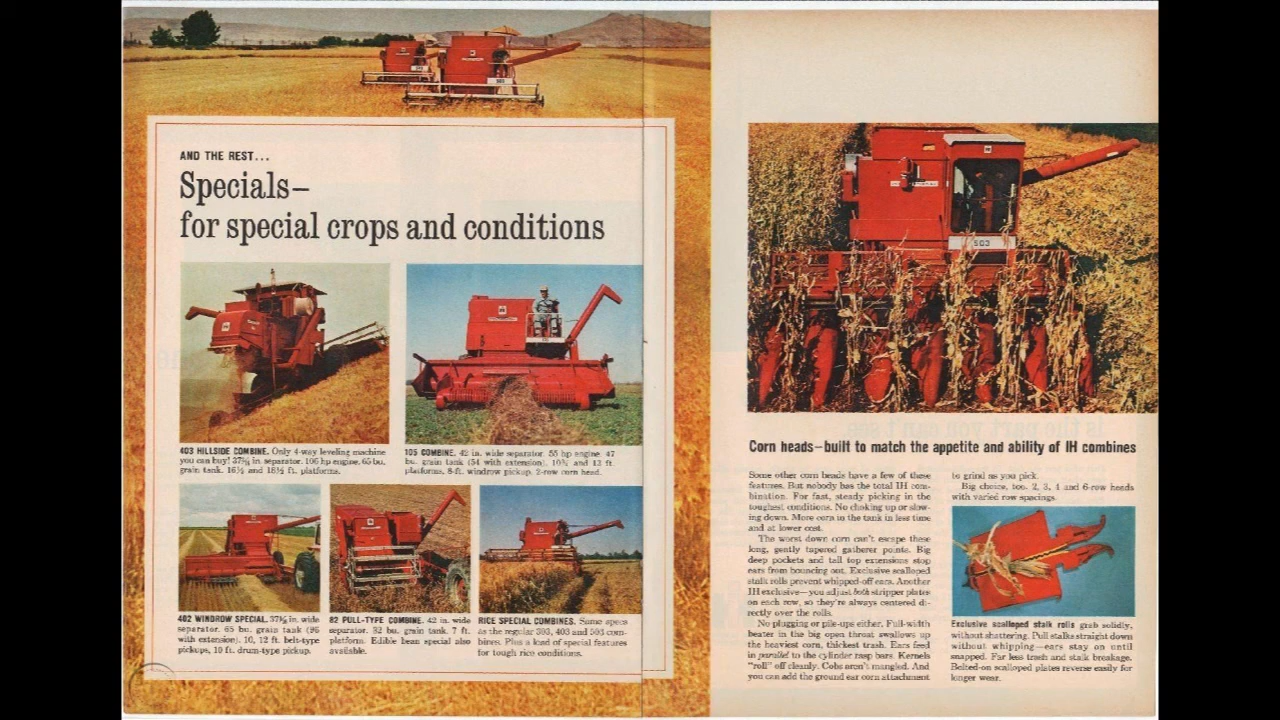 AND THE REST...
Specials—
for special crops and conditions
403 HILLSIDE COMBINE. Only 4-way leveling machine
you can buy! 37⅝ in. separator. 106 hp engine. 65 bu.
grain tank. 16½ and 18½ ft. platforms.
105 COMBINE. 42 in. wide separator. 55 hp engine. 47
bu. grain tank (54 with extension). 10½ and 13 ft.
platforms, 8-ft. windrow pickup, 2-row corn head.
402 WINDROW SPECIAL. 37⅝ in. wide
separator. 65 bu. grain tank (96
with extension). 10, 12 ft. belt-type
pickups, 10 ft. drum-type pickup.
82 PULL-TYPE COMBINE. 42 in. wide
separator. 32 bu. grain tank. 7 ft.
platform. Edible bean special also
available.
RICE SPECIAL COMBINES. Same specs
as the regular 303, 403 and 503 com-
bines. Plus a load of special features
for tough rice conditions.
503
Corn heads—built to match the appetite and ability of IH combines
Some other corn heads have a few of these
features. But nobody has the total IH com-
bination. For fast, steady picking in the
toughest conditions. No choking up or slow-
ing down. More corn in the tank in less time
and at lower cost.
The worst down corn can't escape these
long, gently tapered gatherer points. Big
deep pockets and tall top extensions stop
ears from bouncing out. Exclusive scalloped
stalk rolls prevent whipped-off ears. Another
IH exclusive—you adjust both stripper plates
on each row, so they're always centered di-
rectly over the rolls.
No plugging or pile-ups either. Full-width
beater in the big open throat swallows up
the heaviest corn, thickest trash. Ears feed
in parallel to the cylinder rasp bars. Kernels
"roll" off cleanly. Cobs aren't mangled. And
you can add the ground ear corn attachment
to grind as you pick.
Big choice, too. 2, 3, 4 and 6-row heads
with varied row spacings.
Exclusive scalloped stalk rolls grab solidly,
without shattering. Pull stalks straight down
without whipping—ears stay on until
snapped. Far less trash and stalk breakage.
Bolted-on scalloped plates reverse easily for
longer wear.